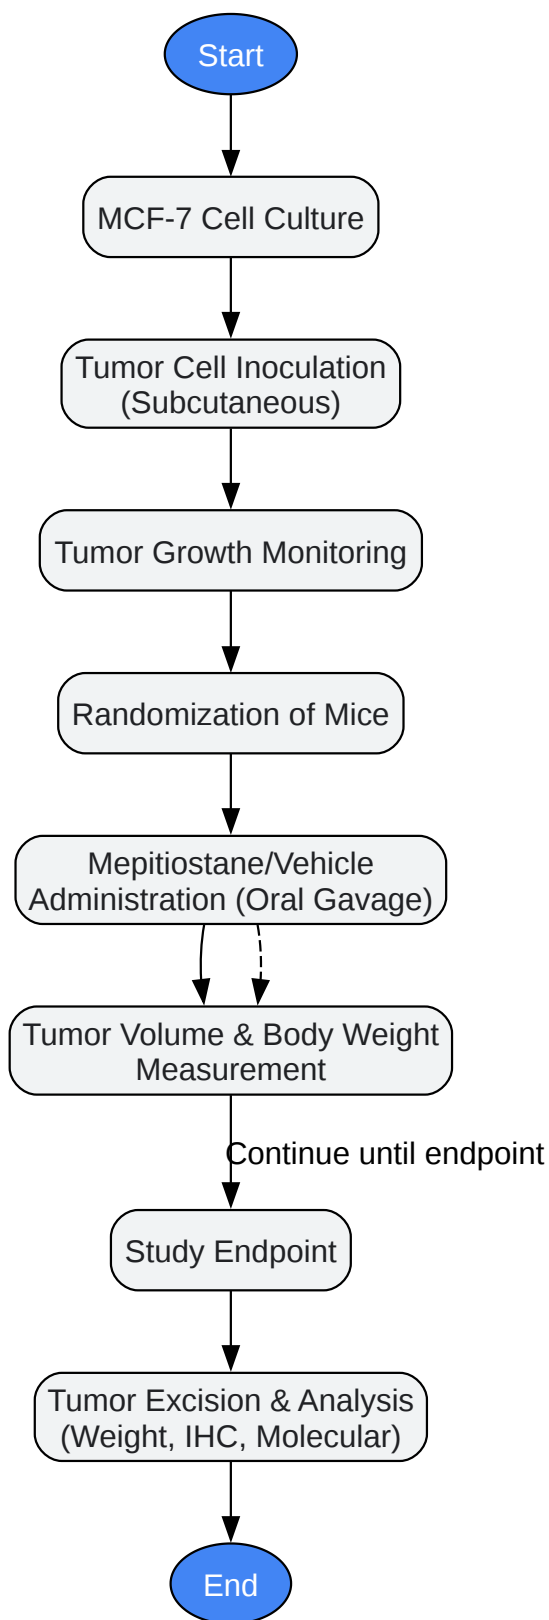 Start
MCF-7 Cell Culture
Tumor Cell Inoculation
(Subcutaneous)
Tumor Growth Monitoring
Randomization of Mice
Mepitiostane/Vehicle
Administration (Oral Gavage)
Tumor Volume & Body Weight
Measurement
Continue until endpoint
Study Endpoint
Tumor Excision & Analysis
(Weight, IHC, Molecular)
End